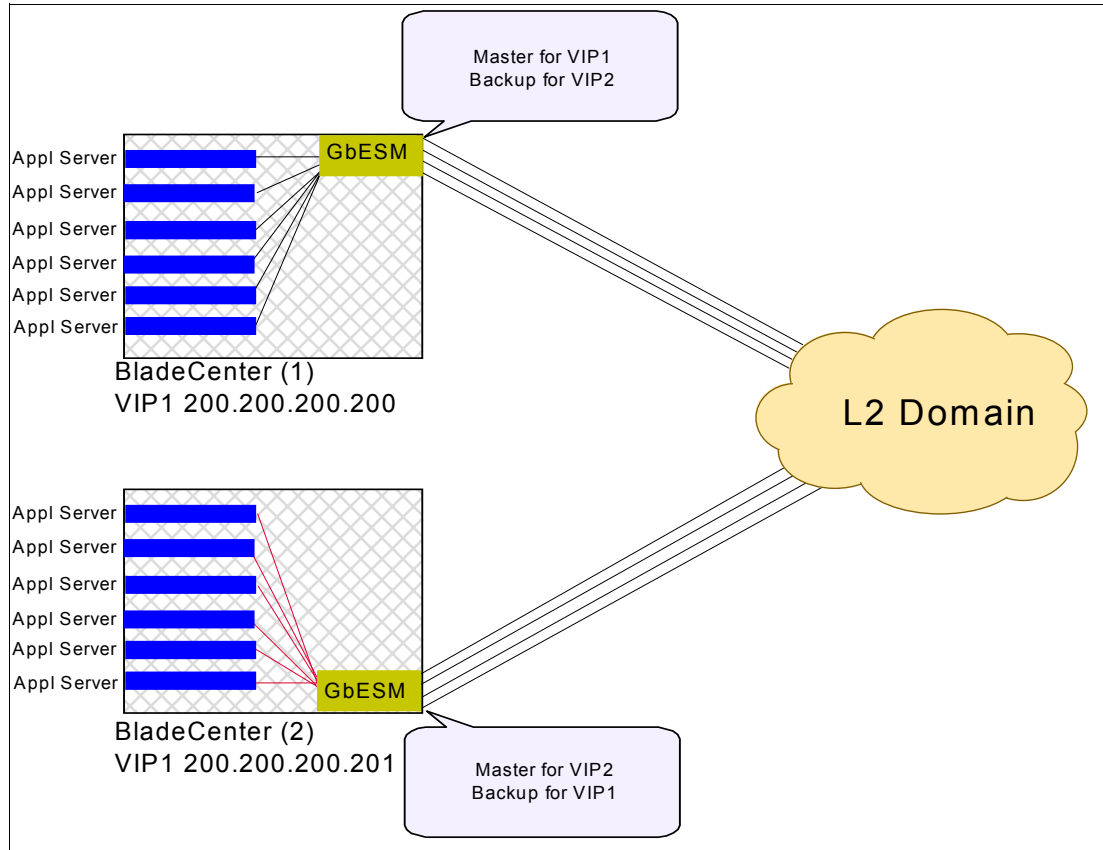 Master for VIP1
Backup for VIP2
GbESM
Appl Server
Appl Server
Appl Server
Appl Server
Appl Server
Appl Server
BladeCenter (1)
VIP1 200.200.200.200
L2 Domain
Appl Server
Appl Server
Appl Server
Appl Server
Appl Server
Appl Server
GbESM
BladeCenter (2)
VIP1 200.200.200.201
Master for VIP2
Backup for VIP1